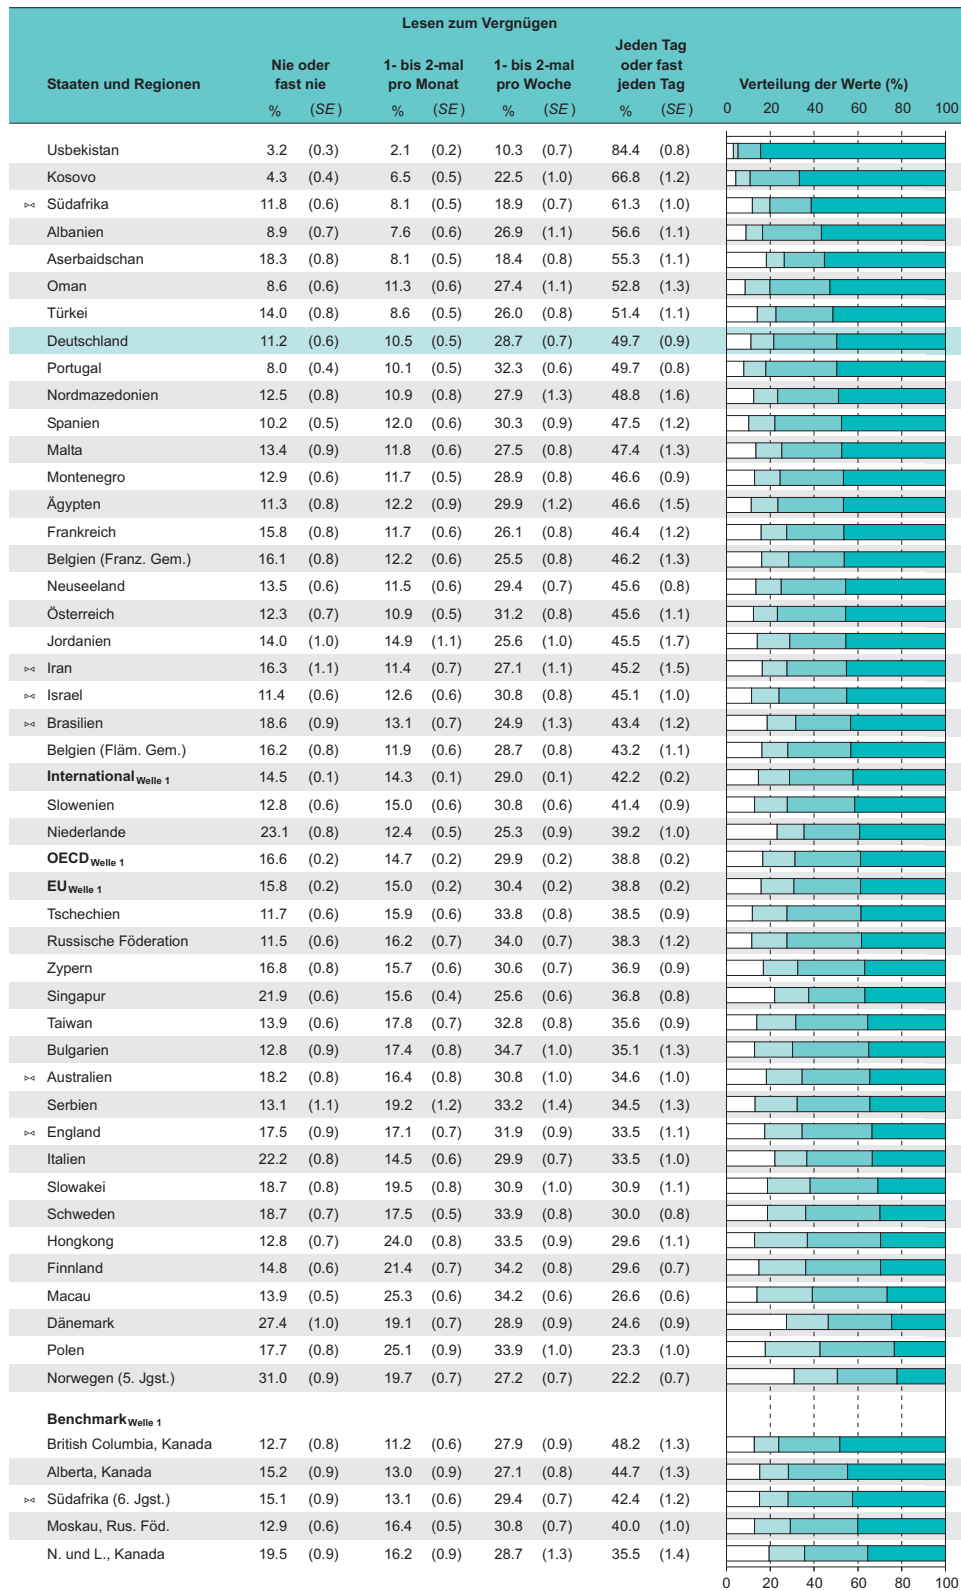 Lesen zum Vergnügen
Staaten und Regionen Nie oder fast nie 1- bis 2-mal pro Monat 1- bis 2-mal pro Woche Jeden Tag oder fast jeden Tag Verteilung der Werte (%)
% (SE) % (SE) % (SE) % (SE) 0 20 40 60 80 100
Usbekistan 3.2 (0.3) 2.1 (0.2) 10.3 (0.7) 84.4 (0.8)
Kosovo 4.3 (0.4) 6.5 (0.5) 22.5 (1.0) 66.8 (1.2)
⋈ Südafrika 11.8 (0.6) 8.1 (0.5) 18.9 (0.7) 61.3 (1.0)
Albanien 8.9 (0.7) 7.6 (0.6) 26.9 (1.1) 56.6 (1.1)
Aserbaidschan 18.3 (0.8) 8.1 (0.5) 18.4 (0.8) 55.3 (1.1)
Oman 8.6 (0.6) 11.3 (0.6) 27.4 (1.1) 52.8 (1.3)
Türkei 14.0 (0.8) 8.6 (0.5) 26.0 (0.8) 51.4 (1.1)
Deutschland 11.2 (0.6) 10.5 (0.5) 28.7 (0.7) 49.7 (0.9)
Portugal 8.0 (0.4) 10.1 (0.5) 32.3 (0.6) 49.7 (0.8)
Nordmazedonien 12.5 (0.8) 10.9 (0.8) 27.9 (1.3) 48.8 (1.6)
Spanien 10.2 (0.5) 12.0 (0.6) 30.3 (0.9) 47.5 (1.2)
Malta 13.4 (0.9) 11.8 (0.6) 27.5 (0.8) 47.4 (1.3)
Montenegro 12.9 (0.6) 11.7 (0.5) 28.9 (0.8) 46.6 (0.9)
Ägypten 11.3 (0.8) 12.2 (0.9) 29.9 (1.2) 46.6 (1.5)
Frankreich 15.8 (0.8) 11.7 (0.6) 26.1 (0.8) 46.4 (1.2)
Belgien (Franz. Gem.) 16.1 (0.8) 12.2 (0.6) 25.5 (0.8) 46.2 (1.3)
Neuseeland 13.5 (0.6) 11.5 (0.6) 29.4 (0.7) 45.6 (0.8)
Österreich 12.3 (0.7) 10.9 (0.5) 31.2 (0.8) 45.6 (1.1)
Jordanien 14.0 (1.0) 14.9 (1.1) 25.6 (1.0) 45.5 (1.7)
⋈ Iran 16.3 (1.1) 11.4 (0.7) 27.1 (1.1) 45.2 (1.5)
⋈ Israel 11.4 (0.6) 12.6 (0.6) 30.8 (0.8) 45.1 (1.0)
⋈ Brasilien 18.6 (0.9) 13.1 (0.7) 24.9 (1.3) 43.4 (1.2)
Belgien (Fläm. Gem.) 16.2 (0.8) 11.9 (0.6) 28.7 (0.8) 43.2 (1.1)
International Welle 1 14.5 (0.1) 14.3 (0.1) 29.0 (0.1) 42.2 (0.2)
Slowenien 12.8 (0.6) 15.0 (0.6) 30.8 (0.6) 41.4 (0.9)
Niederlande 23.1 (0.8) 12.4 (0.5) 25.3 (0.9) 39.2 (1.0)
OECD Welle 1 16.6 (0.2) 14.7 (0.2) 29.9 (0.2) 38.8 (0.2)
EU Welle 1 15.8 (0.2) 15.0 (0.2) 30.4 (0.2) 38.8 (0.2)
Tschechien 11.7 (0.6) 15.9 (0.6) 33.8 (0.8) 38.5 (0.9)
Russische Föderation 11.5 (0.6) 16.2 (0.7) 34.0 (0.7) 38.3 (1.2)
Zypern 16.8 (0.8) 15.7 (0.6) 30.6 (0.7) 36.9 (0.9)
Singapur 21.9 (0.6) 15.6 (0.4) 25.6 (0.6) 36.8 (0.8)
Taiwan 13.9 (0.6) 17.8 (0.7) 32.8 (0.8) 35.6 (0.9)
Bulgarien 12.8 (0.9) 17.4 (0.8) 34.7 (1.0) 35.1 (1.3)
⋈ Australien 18.2 (0.8) 16.4 (0.8) 30.8 (1.0) 34.6 (1.0)
Serbien 13.1 (1.1) 19.2 (1.2) 33.2 (1.4) 34.5 (1.3)
⋈ England 17.5 (0.9) 17.1 (0.7) 31.9 (0.9) 33.5 (1.1)
Italien 22.2 (0.8) 14.5 (0.6) 29.9 (0.7) 33.5 (1.0)
Slowakei 18.7 (0.8) 19.5 (0.8) 30.9 (1.0) 30.9 (1.1)
Schweden 18.7 (0.7) 17.5 (0.5) 33.9 (0.8) 30.0 (0.8)
Hongkong 12.8 (0.7) 24.0 (0.8) 33.5 (0.9) 29.6 (1.1)
Finnland 14.8 (0.6) 21.4 (0.7) 34.2 (0.8) 29.6 (0.7)
Macau 13.9 (0.5) 25.3 (0.6) 34.2 (0.6) 26.6 (0.6)
Dänemark 27.4 (1.0) 19.1 (0.7) 28.9 (0.9) 24.6 (0.9)
Polen 17.7 (0.8) 25.1 (0.9) 33.9 (1.0) 23.3 (1.0)
Norwegen (5. Jgst.) 31.0 (0.9) 19.7 (0.7) 27.2 (0.7) 22.2 (0.7)
Benchmark Welle 1
British Columbia, Kanada 12.7 (0.8) 11.2 (0.6) 27.9 (0.9) 48.2 (1.3)
Alberta, Kanada 15.2 (0.9) 13.0 (0.9) 27.1 (0.8) 44.7 (1.3)
⋈ Südafrika (6. Jgst.) 15.1 (0.9) 13.1 (0.6) 29.4 (0.7) 42.4 (1.2)
Moskau, Rus. Föd. 12.9 (0.6) 16.4 (0.5) 30.8 (0.7) 40.0 (1.0)
N. und L., Kanada 19.5 (0.9) 16.2 (0.9) 28.7 (1.3) 35.5 (1.4)
0 20 40 60 80 100